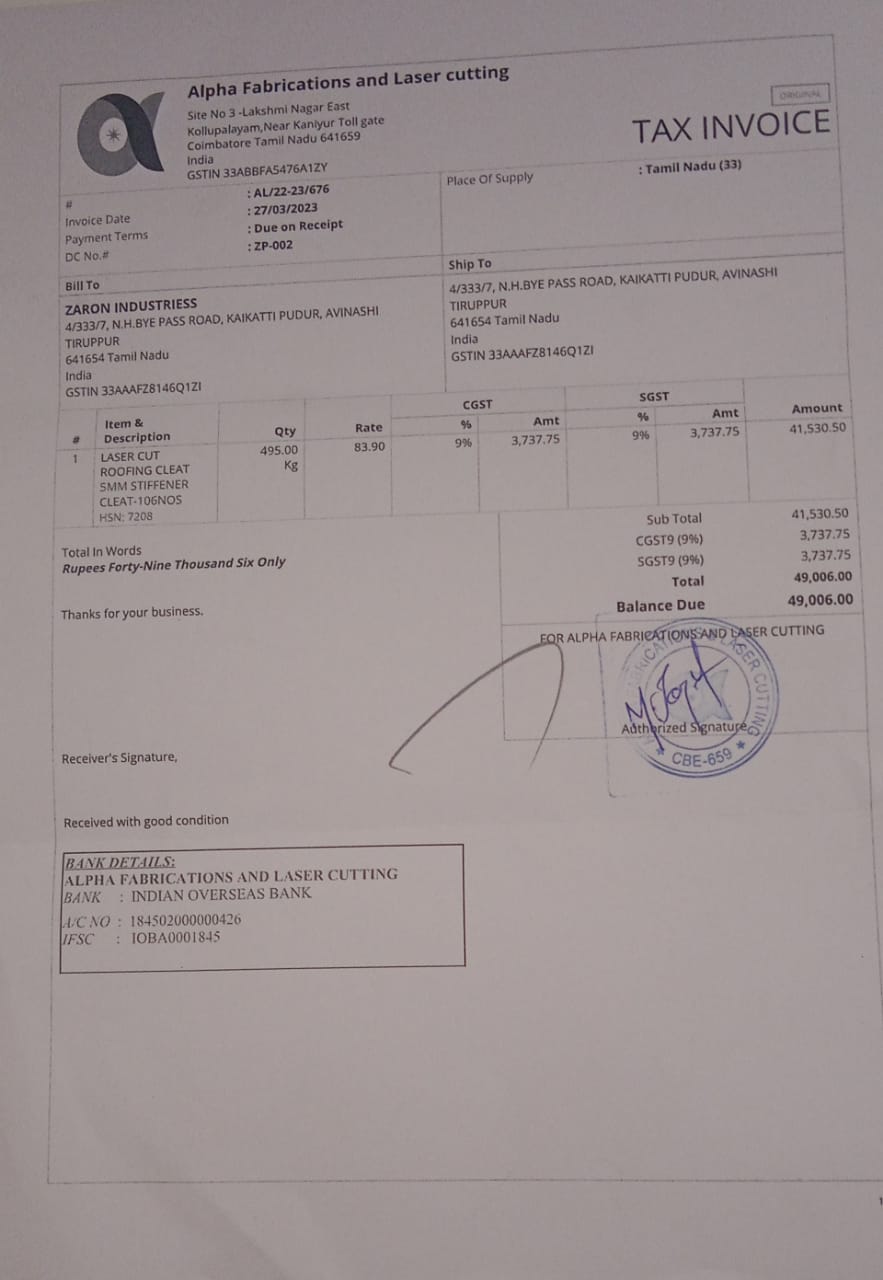 Alpha Fabrications and Laser cutting
Site No 3 -Lakshmi Nagar East
Kollupalayam,Near Kaniyur Toll gate
Coimbatore Tamil Nadu 641659
India
GSTIN 33ABBFA5476A1ZY
ORIGINAL
TAX INVOICE
# : AL/22-23/676
Invoice Date : 27/03/2023
Payment Terms : Due on Receipt
DC No.# : ZP-002
Place Of Supply : Tamil Nadu (33)
Bill To
ZARON INDUSTRIESS
4/333/7, N.H.BYE PASS ROAD, KAIKATTI PUDUR, AVINASHI
TIRUPPUR
641654 Tamil Nadu
India
GSTIN 33AAAFZ8146Q1ZI
Ship To
4/333/7, N.H.BYE PASS ROAD, KAIKATTI PUDUR, AVINASHI
TIRUPPUR
641654 Tamil Nadu
India
GSTIN 33AAAFZ8146Q1ZI
CGST SGST
# Item & Description Qty Rate % Amt % Amt Amount
1 LASER CUT 495.00 83.90 9% 3,737.75 9% 3,737.75 41,530.50
ROOFING CLEAT Kg
5MM STIFFENER
CLEAT-106NOS
HSN: 7208
Sub Total 41,530.50
CGST9 (9%) 3,737.75
SGST9 (9%) 3,737.75
Total 49,006.00
Balance Due 49,006.00
Total In Words
Rupees Forty-Nine Thousand Six Only
Thanks for your business.
FOR ALPHA FABRICATIONS AND LASER CUTTING
Authorized Signature
LASER CUTTING
CBE-659
Receiver's Signature,
Received with good condition
BANK DETAILS:
ALPHA FABRICATIONS AND LASER CUTTING
BANK : INDIAN OVERSEAS BANK
A/C NO : 184502000000426
IFSC : IOBA0001845
1